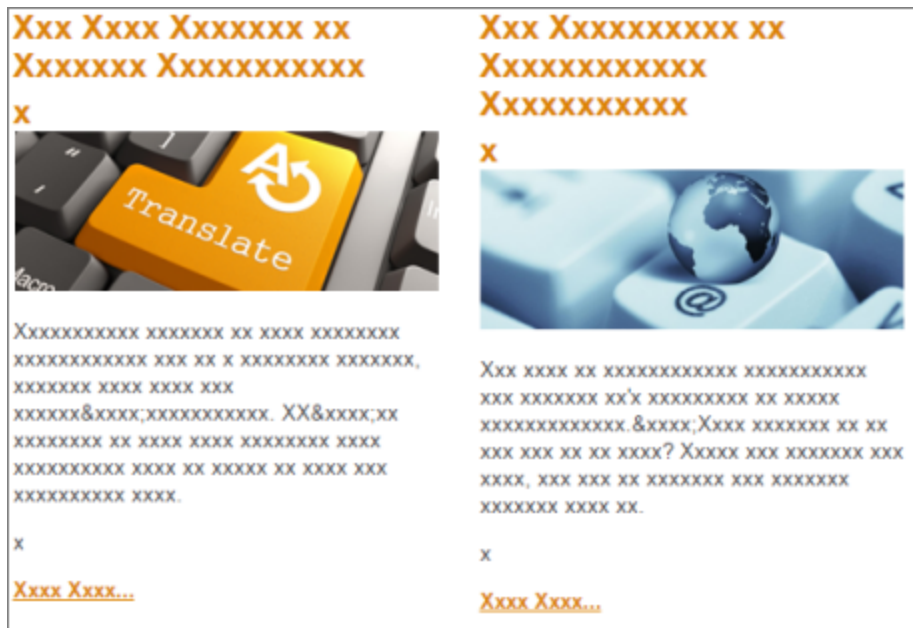 Xxx Xxxx Xxxxxxx xx
Xxxxxxx Xxxxxxxxxxx
x
"
'
]
A
Translate
Macro
In
Xxxxxxxxxxx xxxxxxx xx xxxx xxxxxxxx
xxxxxxxxxxxx xxx xx x xxxxxxxx xxxxxxx,
xxxxxxx xxxx xxxx xxx
xxxxxx&xxxx;xxxxxxxxxxx. XX&xxxx;xx
xxxxxxxx xx xxxx xxxx xxxxxxxx xxxx
xxxxxxxxxx xxxx xx xxxxx xx xxxx xxx
xxxxxxxxxx xxxx.
x
Xxxx Xxxx...
Xxx Xxxxxxxxxx xx
Xxxxxxxxxxxx
Xxxxxxxxxxx
x
@
Xxx xxxx xx xxxxxxxxxxxx xxxxxxxxxxx
xxx xxxxxxx xx'x xxxxxxxxx xx xxxxx
xxxxxxxxxxxxx.&xxxx;Xxxx xxxxxxx xx xx
xxx xxx xx xx xxxx? Xxxxx xxx xxxxxxx xxx
xxxx, xxx xxx xx xxxxxxx xxx xxxxxxx
xxxxxxx xxxx xx.
x
Xxxx Xxxx...